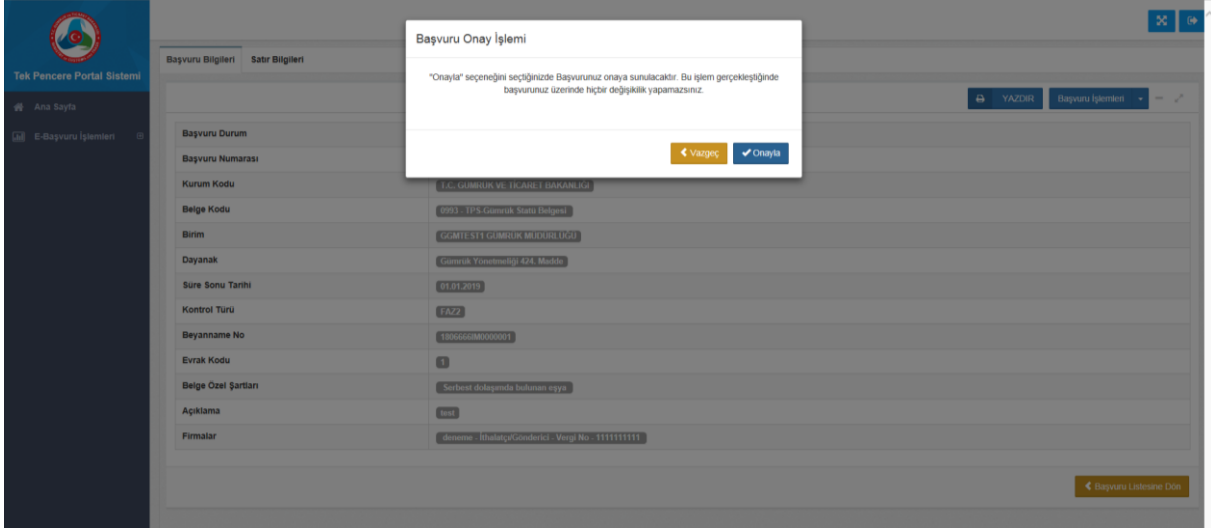 Başvuru Onay İşlemi
Tek Pencere Portal Sistemi
Başvuru Bilgileri Satır Bilgileri
"Onayla" seçeneğini seçtiğinizde Başvurunuz onaya sunulacaktır. Bu işlem gerçekleştiğinde
başvurunuz üzerinde hiçbir değişikilik yapamazsınız.
Ana Sayfa
E-Başvuru İşlemleri
YAZDIR Başvuru İşlemleri
Vazgeç Onayla
Başvuru Durum
Başvuru Numarası
Kurum Kodu T.C. GÜMRÜK VE TİCARET BAKANLIĞI
Belge Kodu 0993 - TPS-Gümrük Statü Belgesi
Birim GGMTEST1 GÜMRÜK MÜDÜRLÜĞÜ
Dayanak Gümrük Yönetmeliği 424. Madde
Süre Sonu Tarihi 01.01.2019
Kontrol Türü FAZ2
Beyanname No
Evrak Kodu 1
Belge Özel Şartları Serbest dolaşımda bulunan eşya
Açıklama test
Firmalar deneme - İthalatçı/Gönderici - Vergi No - 1111111111
Başvuru Listesine Dön